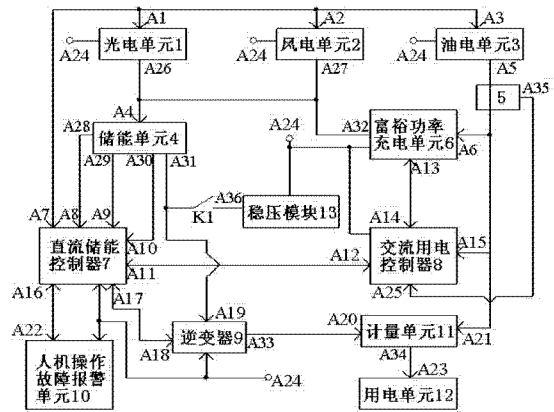 A1
A2
A3
A24
光电单元1
A24
风电单元2
A24
油电单元3
A26
A27
A5
A35
5
A4
A28
储能单元4
A24
A32
富裕功率
充电单元6
A6
A29
A30
A31
A13
A36
K1
稳压模块13
A7
A8
A9
A14
直流储能
控制器7
A10
A11
A12
交流用电
控制器8
A15
A16
A17
A25
A19
A20
A21
A22
A18
逆变器9
A33
计量单元11
人机操作
故障报警
单元10
A34
A23
A24
用电单元12